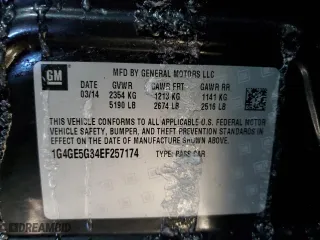 GM
MFD BY GENERAL MOTORS LLC
DATE GVWR GAWR FRT GAWR RR
03/14 2354 KG 1213 KG 1141 KG
5190 LB 2674 LB 2516 LB
THIS VEHICLE CONFORMS TO ALL APPLICABLE U.S. FEDERAL MOTOR
VEHICLE SAFETY, BUMPER, AND THEFT PREVENTION STANDARDS IN
EFFECT ON THE DATE OF MANUFACTURE SHOWN ABOVE.
1G4GE5G34EF257174 TYPE: PASS CAR
RIDESAFELY